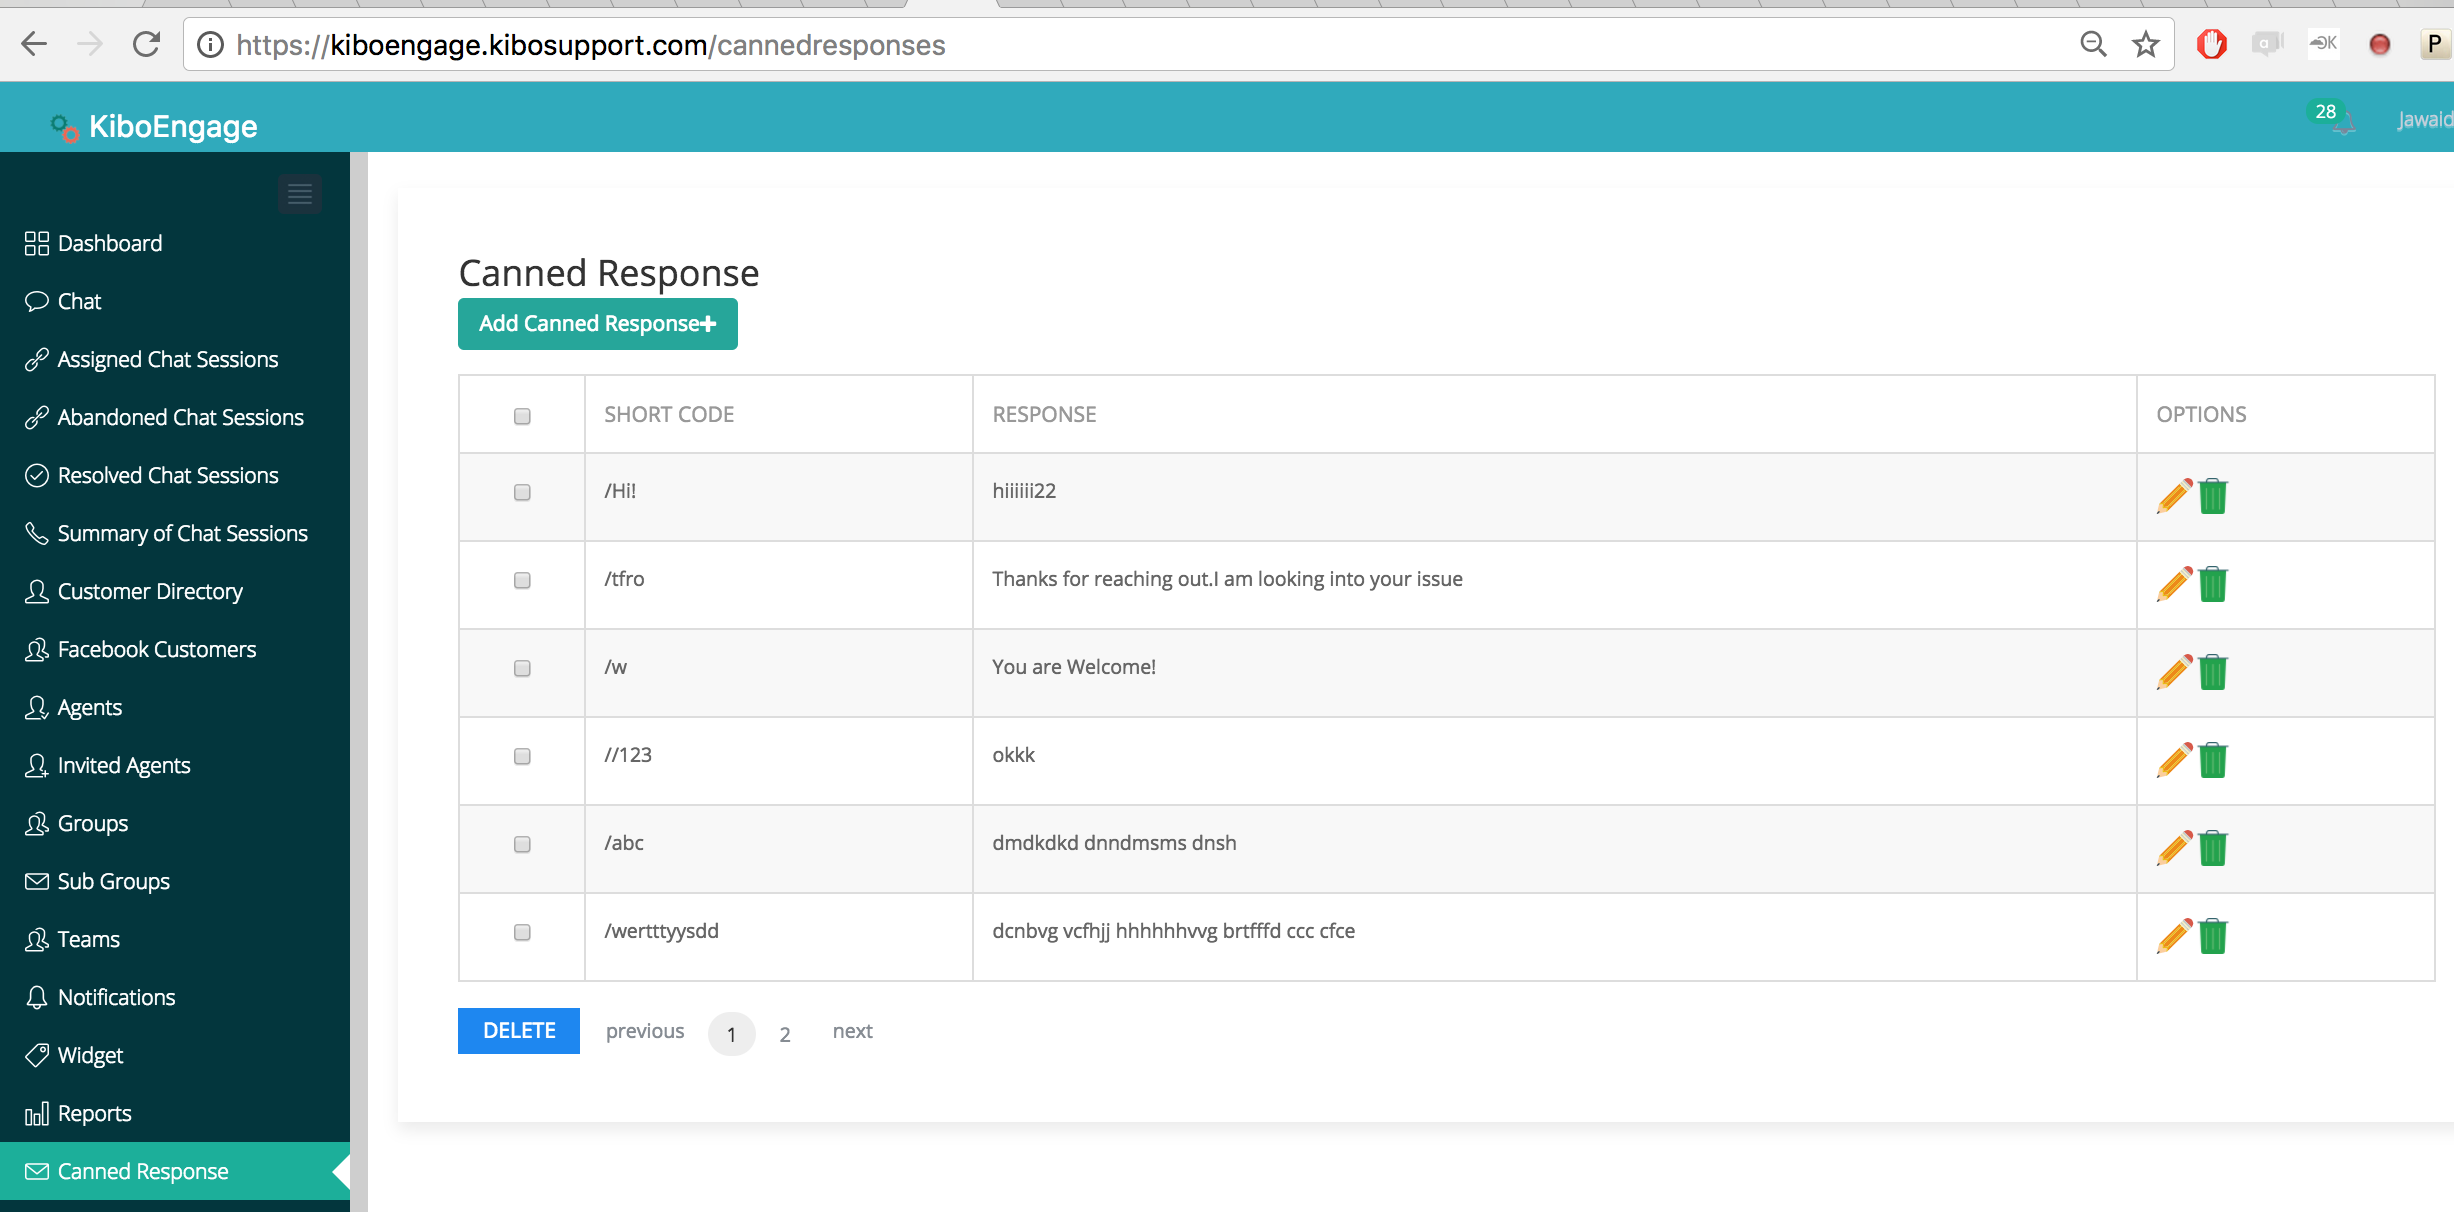 https://kiboengage.kibosupport.com/cannedresponses
P
KiboEngage
28
Jawaid
Dashboard
Chat
Assigned Chat Sessions
Abandoned Chat Sessions
Resolved Chat Sessions
Summary of Chat Sessions
Customer Directory
Facebook Customers
Agents
Invited Agents
Groups
Sub Groups
Teams
Notifications
Widget
Reports
Canned Response
Canned Response
Add Canned Response+
SHORT CODE RESPONSE OPTIONS
/Hi! hiiiiii22
/tfro Thanks for reaching out.I am looking into your issue
/w You are Welcome!
//123 okkk
/abc dmdkdkd dnndmsms dnsh
/wertttyysdd dcnbvg vcfhjj hhhhhhvvg brtfffd ccc cfce
DELETE previous 1 2 next